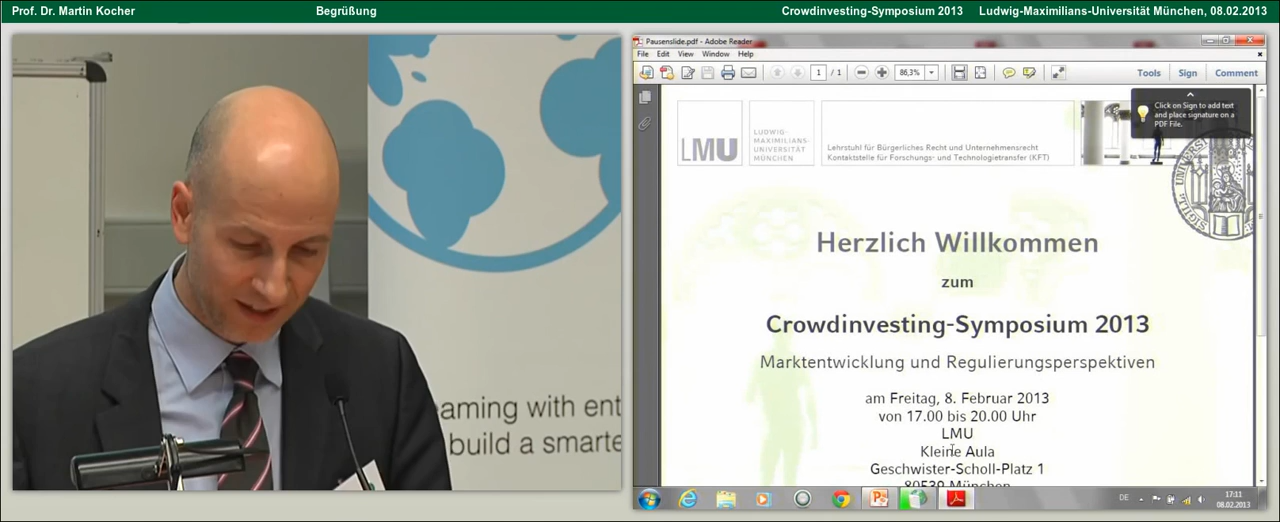 Prof. Dr. Martin Kocher
Begrüßung
Crowdinvesting-Symposium 2013
Ludwig-Maximilians-Universität München, 08.02.2013
eaming with ent
build a smarte
Pausenslide.pdf - Adobe Reader
File Edit View Window Help
1 / 1
86,3%
Tools Sign Comment
Click on Sign to add text
and place signature on a
PDF File.
LMU
LUDWIG-
MAXIMILIANS-
UNIVERSITÄT
MÜNCHEN
Lehrstuhl für Bürgerliches Recht und Unternehmensrecht
Kontaktstelle für Forschungs- und Technologietransfer (KFT)
Herzlich Willkommen
zum
Crowdinvesting-Symposium 2013
Marktentwicklung und Regulierungsperspektiven
am Freitag, 8. Februar 2013
von 17.00 bis 20.00 Uhr
LMU
Kleine Aula
Geschwister-Scholl-Platz 1
80539 München
DE
17:11
08.02.2013